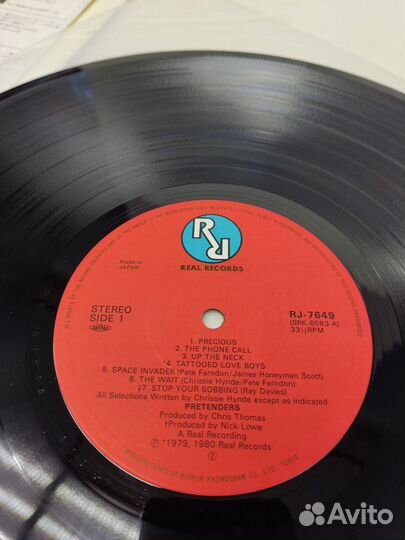 RR
REAL RECORDS
Made in
JAPAN
STEREO
SIDE 1
RJ-7649
(SRK-6083-A)
33⅓RPM
1. PRECIOUS
2. THE PHONE CALL
3. UP THE NECK
*4. TATTOOED LOVE BOYS
5. SPACE INVADER (Pete Farndon/James Honeyman Scott)
6. THE WAIT (Chrissie Hynde/Pete Farndon)
†7. STOP YOUR SOBBING (Ray Davies)
All Selections Written by Chrissie Hynde except as indicated.
PRETENDERS
Produced by Chris Thomas
†Produced by Nick Lowe
A Real Recording
℗ *1979, 1980 Real Records
MANUFACTURED BY NIPPON PHONOGRAM CO., LTD., TOKYO
Avito